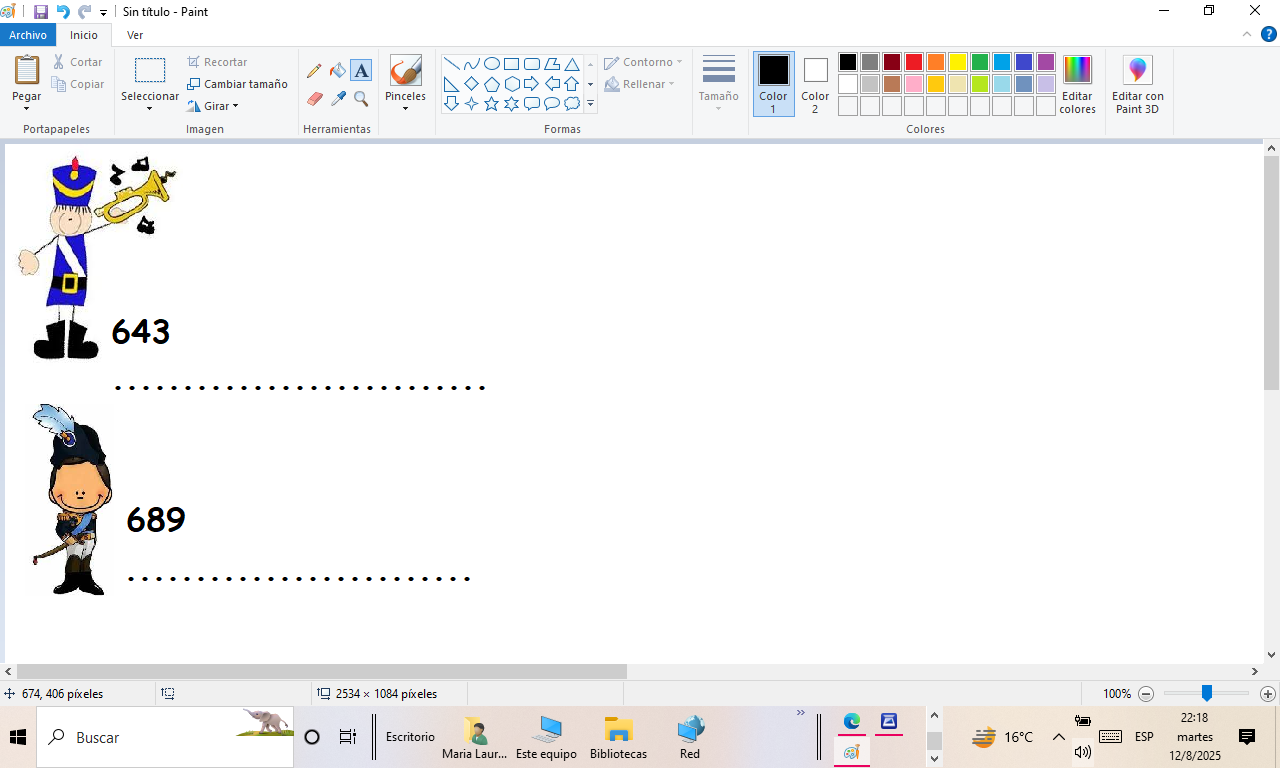 Sin título - Paint
Archivo Inicio Ver
Pegar
Cortar
Copiar
Portapapeles
Seleccionar
Recortar
Cambiar tamaño
Girar
Imagen
A
Herramientas
Pinceles
Contorno
Rellenar
Formas
Tamaño
Color 1
Color 2
Editar colores
Editar con Paint 3D
Colores
643
..........................
689
.........................
674, 406 píxeles
2534 × 1084 píxeles
100%
Buscar
Escritorio
Maria Laur...
Este equipo
Bibliotecas
Red
16°C
ESP
22:18
martes
12/8/2025